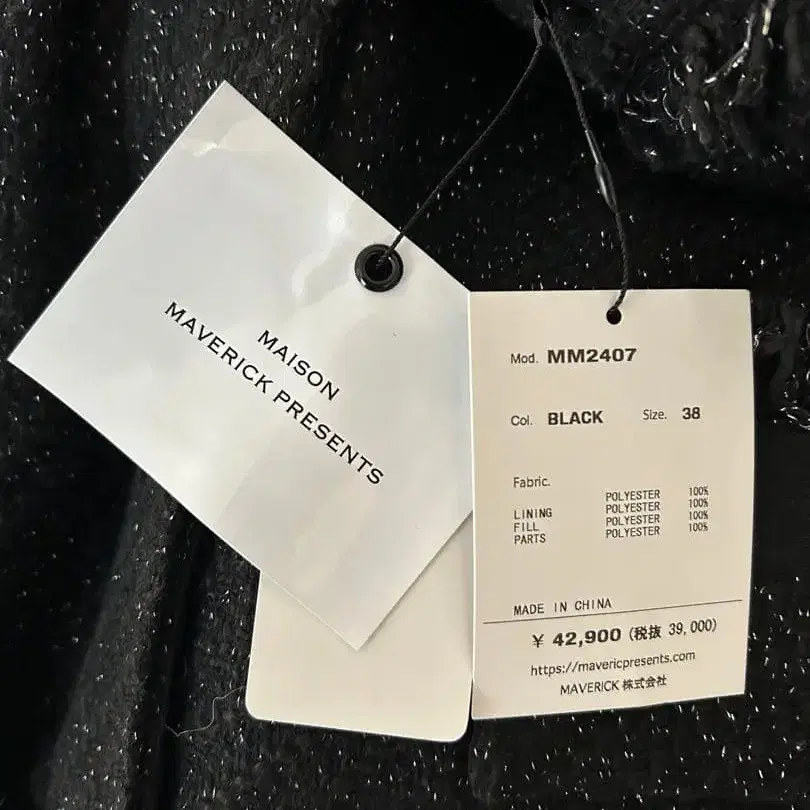 MAISON
MAVERICK PRESENTS
Mod. MM2407
Col. BLACK Size. 38
Fabric.
POLYESTER 100%
LINING POLYESTER 100%
FILL POLYESTER 100%
PARTS POLYESTER 100%
MADE IN CHINA
¥ 42,900 (税抜 39,000)
https://mavericpresents.com
MAVERICK 株式会社